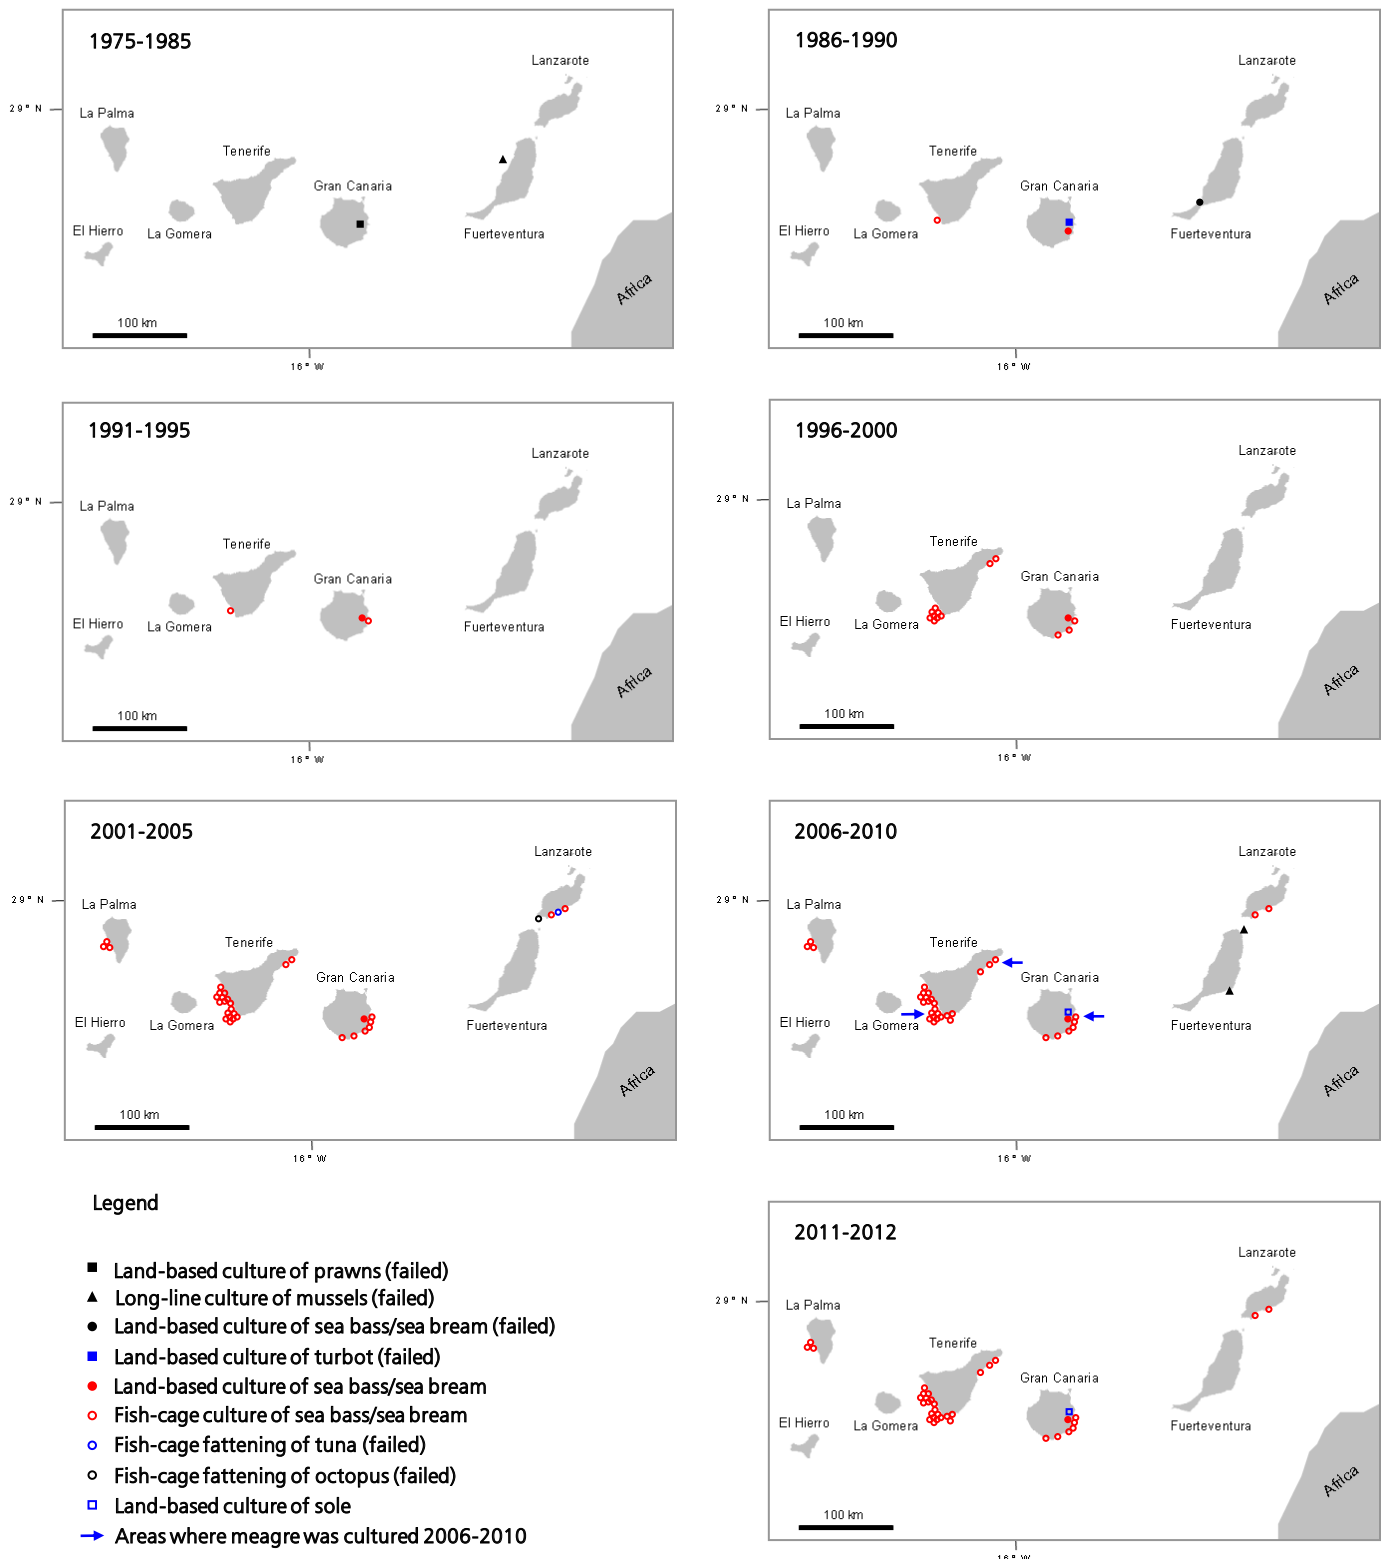 1975-1985
Lanzarote
29° N
La Palma
Tenerife
Gran Canaria
El Hierro
La Gomera
Fuerteventura
Africa
100 km
16° W
1986-1990
Lanzarote
29° N
La Palma
Tenerife
Gran Canaria
El Hierro
La Gomera
Fuerteventura
Africa
100 km
16° W
1991-1995
Lanzarote
29° N
La Palma
Tenerife
Gran Canaria
El Hierro
La Gomera
Fuerteventura
Africa
100 km
16° W
1996-2000
Lanzarote
29° N
La Palma
Tenerife
Gran Canaria
El Hierro
La Gomera
Fuerteventura
Africa
100 km
16° W
2001-2005
Lanzarote
29° N
La Palma
Tenerife
Gran Canaria
El Hierro
La Gomera
Fuerteventura
Africa
100 km
16° W
2006-2010
Lanzarote
29° N
La Palma
Tenerife
Gran Canaria
El Hierro
La Gomera
Fuerteventura
Africa
100 km
16° W
Legend
Land-based culture of prawns (failed)
Long-line culture of mussels (failed)
Land-based culture of sea bass/sea bream (failed)
Land-based culture of turbot (failed)
Land-based culture of sea bass/sea bream
Fish-cage culture of sea bass/sea bream
Fish-cage fattening of tuna (failed)
Fish-cage fattening of octopus (failed)
Land-based culture of sole
Areas where meagre was cultured 2006-2010
2011-2012
Lanzarote
29° N
La Palma
Tenerife
Gran Canaria
El Hierro
La Gomera
Fuerteventura
Africa
100 km
16° W